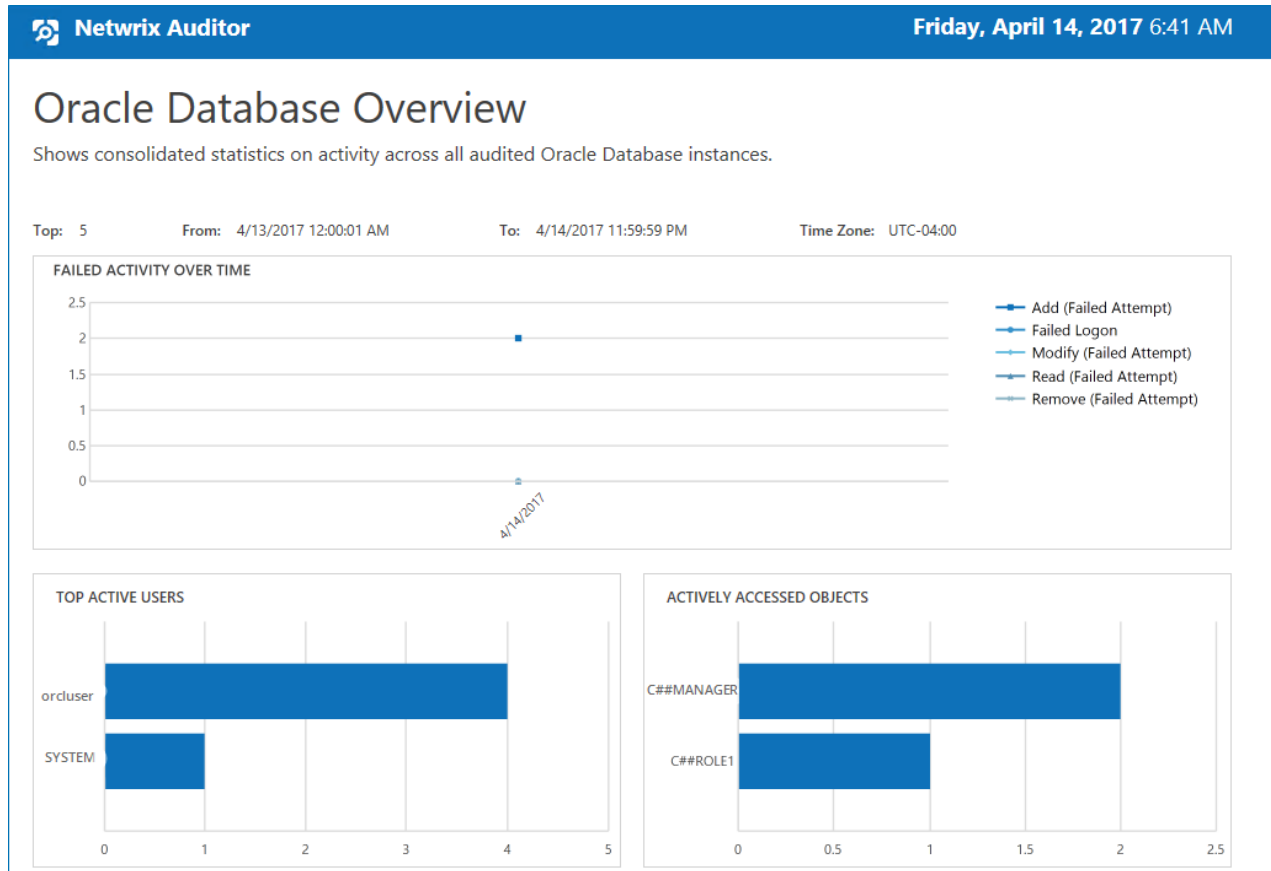 Netwrix Auditor Friday, April 14, 2017 6:41 AM
Oracle Database Overview
Shows consolidated statistics on activity across all audited Oracle Database instances.
Top: 5 From: 4/13/2017 12:00:01 AM To: 4/14/2017 11:59:59 PM Time Zone: UTC-04:00
FAILED ACTIVITY OVER TIME
2.5
2
1.5
1
0.5
0
4/14/2017
Add (Failed Attempt)
Failed Logon
Modify (Failed Attempt)
Read (Failed Attempt)
Remove (Failed Attempt)
TOP ACTIVE USERS
orcluser
SYSTEM
0 1 2 3 4 5
ACTIVELY ACCESSED OBJECTS
C##MANAGER
C##ROLE1
0 0.5 1 1.5 2 2.5